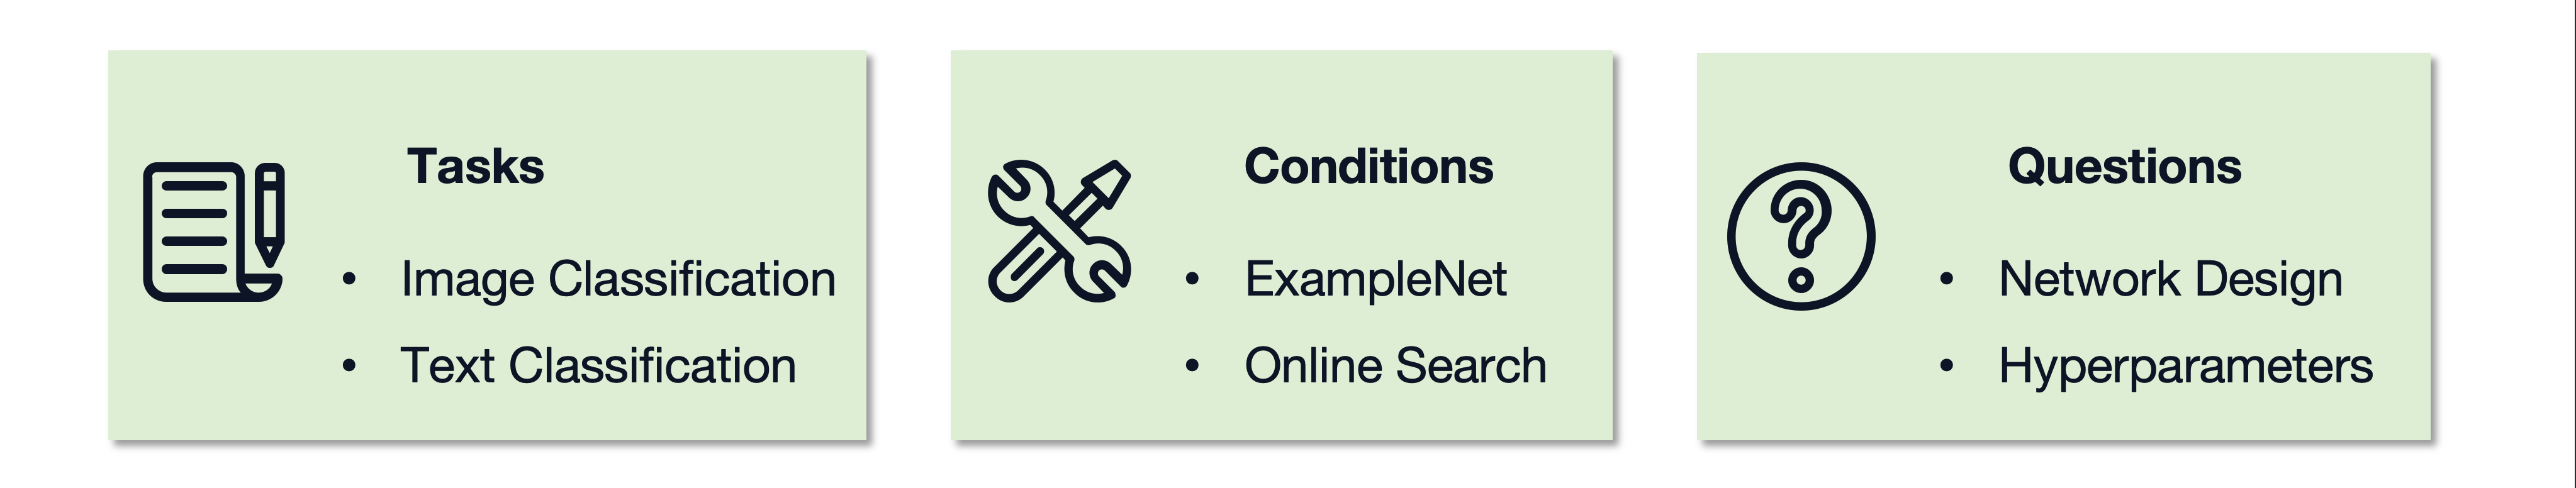 Tasks
• Image Classification
• Text Classification
Conditions
• ExampleNet
• Online Search
Questions
• Network Design
• Hyperparameters